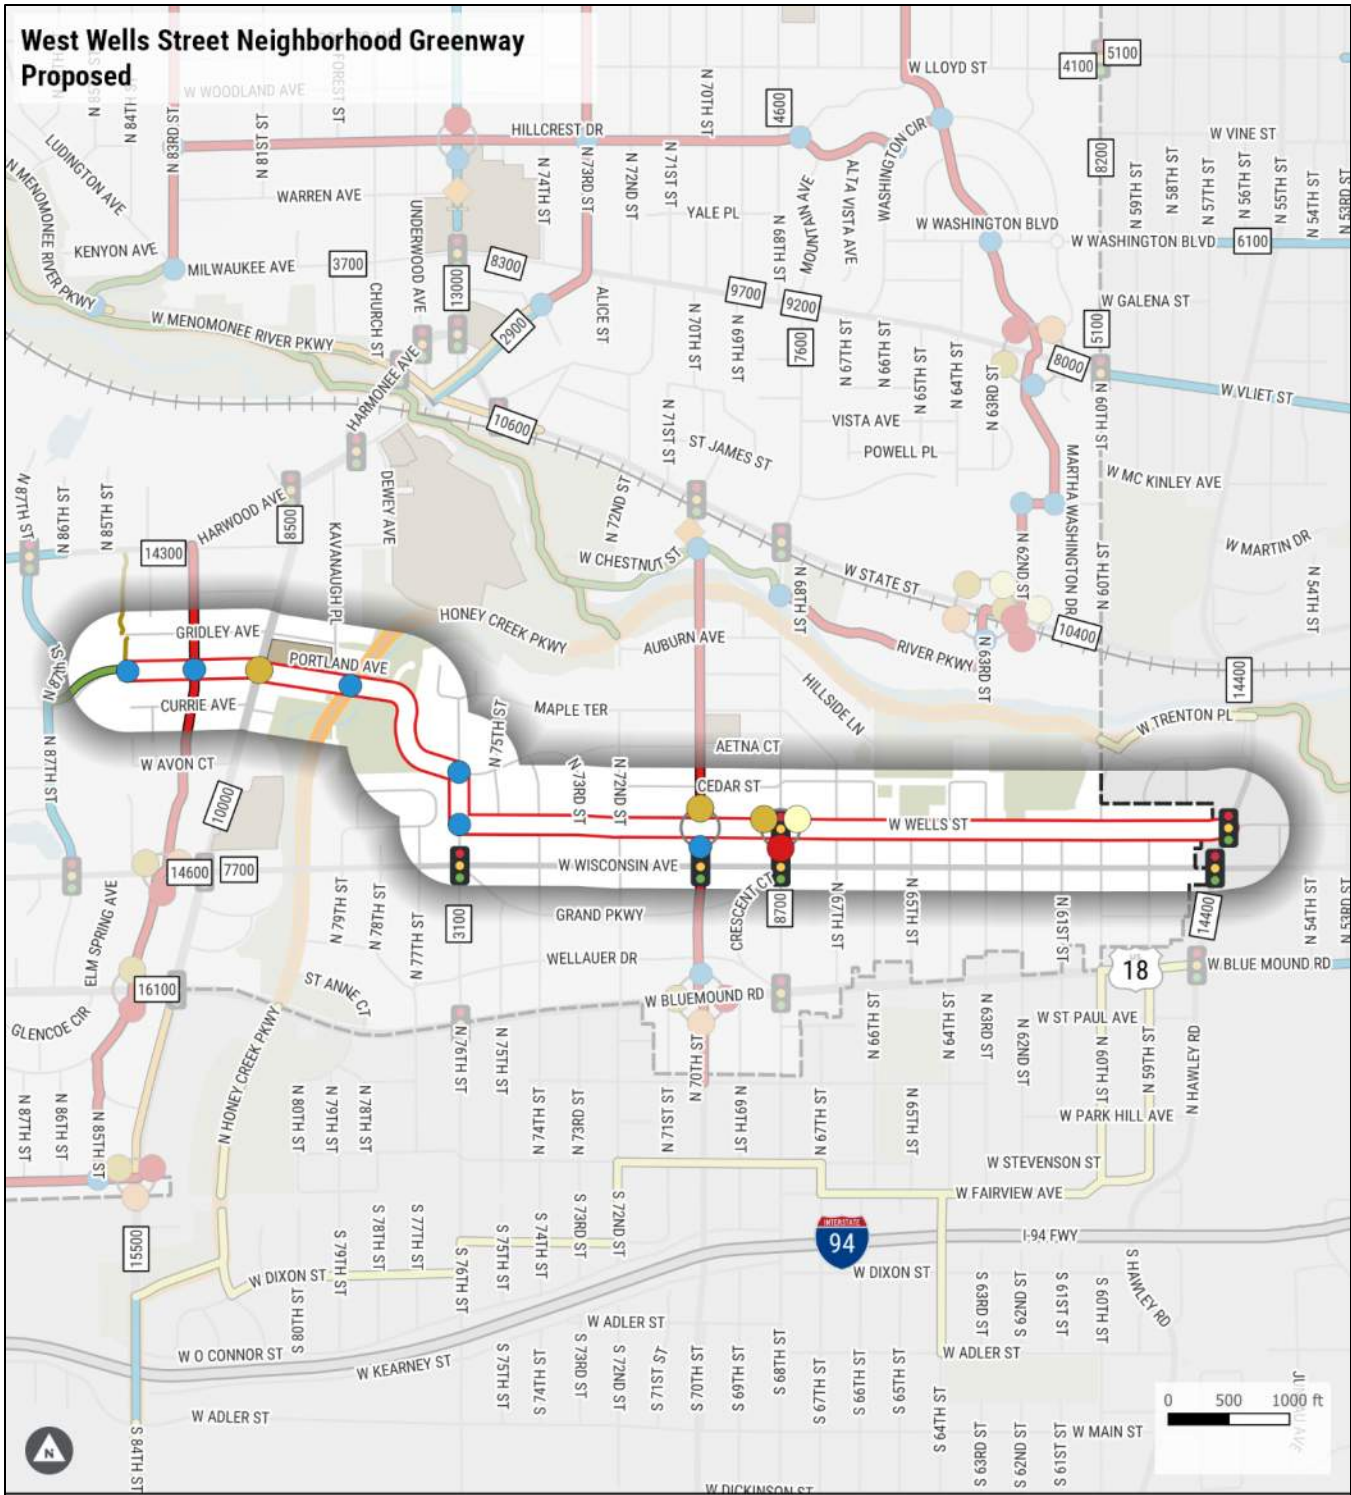 West Wells Street Neighborhood Greenway
Proposed
W LLOYD ST
4100
5100
W WOODLAND AVE
FOREST ST
N 84TH ST
N 83RD ST
N 81ST ST
N 70TH ST
4600
HILLCREST DR
WASHINGTON CIR
W VINE ST
LUDINGTON AVE
N MENOMONEE RIVER PKWY
WARREN AVE
UNDERWOOD AVE
N 74TH ST
N 73RD ST
N 72ND ST
N 71ST ST
YALE PL
N 68TH ST
MOUNTAIN AVE
ALTA VISTA AVE
8200
N 59TH ST
N 58TH ST
N 57TH ST
N 56TH ST
N 55TH ST
N 54TH ST
N 53RD ST
W WASHINGTON BLVD
W WASHINGTON BLVD
6100
KENYON AVE
MILWAUKEE AVE
3700
8300
13000
CHURCH ST
2900
ALICE ST
9700
9200
W GALENA ST
W MENOMONEE RIVER PKWY
HARMONEE AVE
N 70TH ST
N 69TH ST
7600
N 67TH ST
N 66TH ST
N 65TH ST
N 64TH ST
N 63RD ST
5100
8000
N 60TH ST
W VLIET ST
10600
N 71ST ST
ST JAMES ST
VISTA AVE
POWELL PL
MARTHA WASHINGTON DR
W MC KINLEY AVE
N 87TH ST
N 86TH ST
N 85TH ST
HARWOOD AVE
8500
DEWEY AVE
KAVANAUGH PL
N 72ND ST
14300
W CHESTNUT ST
W STATE ST
N 62ND ST
N 60TH ST
W MARTIN DR
N 54TH ST
N 68TH ST
10400
HONEY CREEK PKWY
GRIDLEY AVE
AUBURN AVE
RIVER PKWY
N 63RD ST
PORTLAND AVE
N 87TH ST
CURRIE AVE
MAPLE TER
HILLSIDE LN
14400
W TRENTON PL
N 75TH ST
AETNA CT
N 87TH ST
W AVON CT
N 73RD ST
N 72ND ST
CEDAR ST
10000
W WELLS ST
W WISCONSIN AVE
14600
7700
CRESCENT CT
ELM SPRING AVE
N 79TH ST
N 78TH ST
N 77TH ST
3100
GRAND PKWY
8700
N 67TH ST
N 65TH ST
N 61ST ST
14400
N 54TH ST
N 53RD ST
WELLAUER DR
18
W BLUE MOUND RD
16100
ST ANNE CT
W BLUEMOUND RD
GLENCOE CIR
N 66TH ST
N 64TH ST
N 63RD ST
N 62ND ST
W ST PAUL AVE
N HONEY CREEK PKWY
N 76TH ST
N 75TH ST
N 70TH ST
N 60TH ST
N 59TH ST
N HAWLEY RD
N 87TH ST
N 86TH ST
N 85TH ST
N 80TH ST
N 79TH ST
N 78TH ST
N 74TH ST
N 73RD ST
N 71ST ST
N 69TH ST
N 67TH ST
N 65TH ST
W PARK HILL AVE
W STEVENSON ST
W FAIRVIEW AVE
15500
S 79TH ST
S 78TH ST
S 77TH ST
S 76TH ST
S 75TH ST
S 74TH ST
S 73RD ST
S 72ND ST
INTERSTATE
94
I-94 FWY
W DIXON ST
W DIXON ST
S 80TH ST
S 63RD ST
S 62ND ST
S 61ST ST
S 60TH ST
S HAWLEY RD
W O CONNOR ST
W KEARNEY ST
W ADLER ST
W ADLER ST
S 75TH ST
S 74TH ST
S 73RD ST
S 72ND ST
S 71ST ST
S 70TH ST
S 69TH ST
S 68TH ST
S 67TH ST
S 66TH ST
S 65TH ST
S 64TH ST
W ADLER ST
S 84TH ST
S 63RD ST
S 62ND ST
S 61ST ST
W MAIN ST
0 500 1000 ft
N
W DICKINSON ST